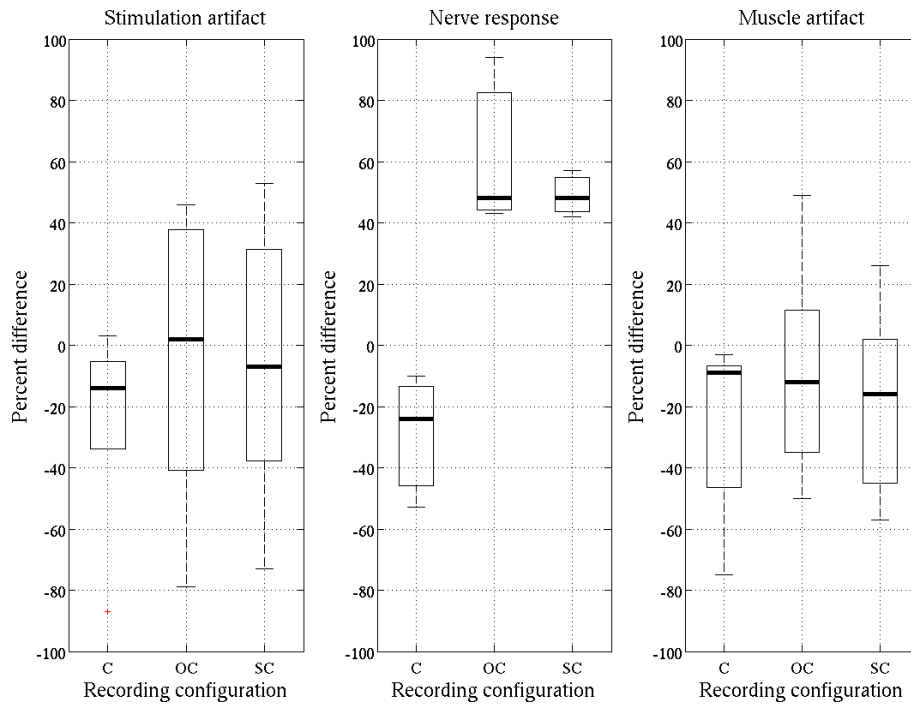 Stimulation artifact
Nerve response
Muscle artifact
Percent difference
100
80
60
40
20
0
-20
-40
-60
-80
-100
C OC SC
Recording configuration
Percent difference
100
80
60
40
20
0
-20
-40
-60
-80
-100
C OC SC
Recording configuration
Percent difference
100
80
60
40
20
0
-20
-40
-60
-80
-100
C OC SC
Recording configuration